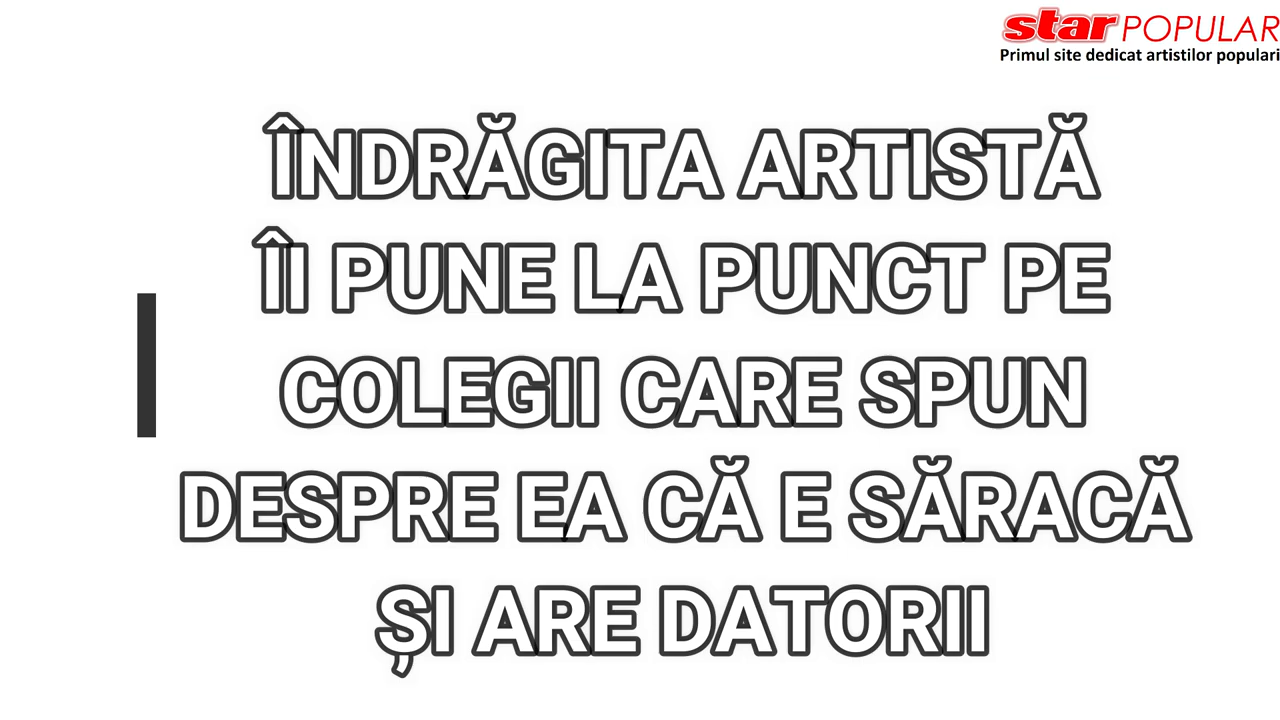 star POPULAR
Primul site dedicat artistilor populari
ÎNDRĂGITA ARTISTĂ
ÎI PUNE LA PUNCT PE
COLEGII CARE SPUN
DESPRE EA CĂ E SĂRACĂ
ȘI ARE DATORII